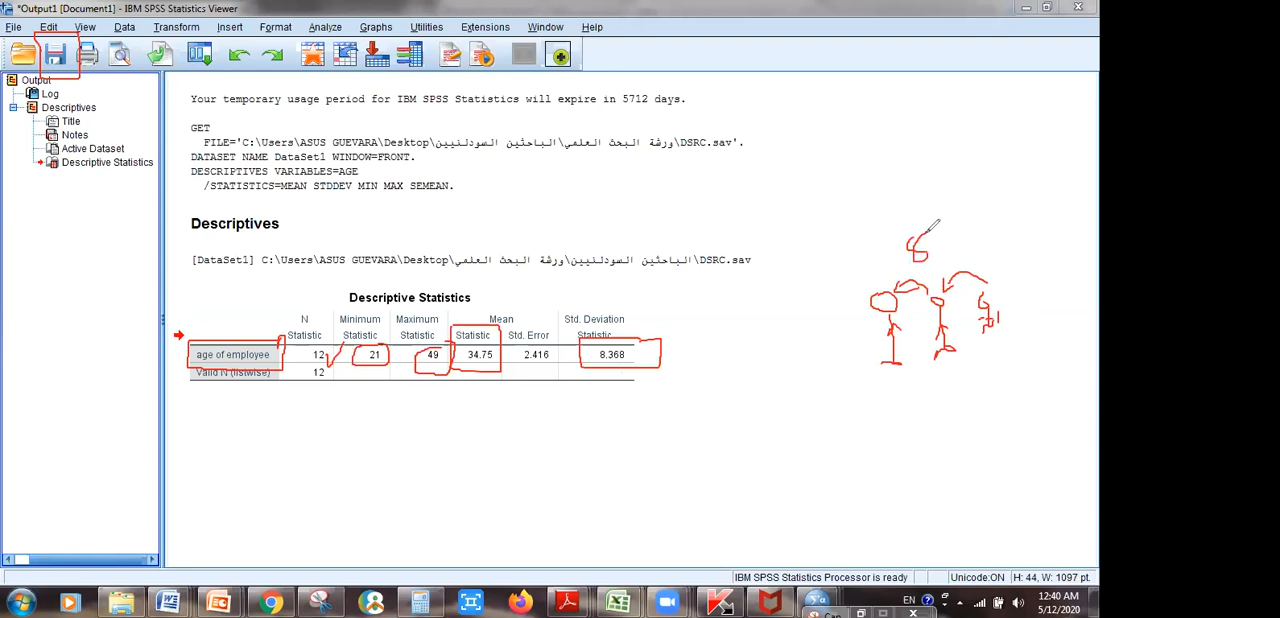 *Output1 [Document1] - IBM SPSS Statistics Viewer
File Edit View Data Transform Insert Format Analyze Graphs Utilities Extensions Window Help
Output
Log
Descriptives
Title
Notes
Active Dataset
Descriptive Statistics
Your temporary usage period for IBM SPSS Statistics will expire in 5712 days.
GET
FILE='C:\Users\ASUS GUEVARA\Desktop\ورشة البحث العلمي\الباحثين السودلنيين\DSRC.sav'.
DATASET NAME DataSet1 WINDOW=FRONT.
DESCRIPTIVES VARIABLES=AGE
/STATISTICS=MEAN STDDEV MIN MAX SEMEAN.
Descriptives
[DataSet1] C:\Users\ASUS GUEVARA\Desktop\ورشة البحث العلمي\الباحثين السودلنيين\DSRC.sav
8
Descriptive Statistics
N Minimum Maximum Mean Std. Deviation
Statistic Statistic Statistic Statistic Std. Error Statistic
age of employee 12 21 49 34.75 2.416 8.368
Valid N (listwise) 12
IBM SPSS Statistics Processor is ready Unicode:ON H: 44, W: 1097 pt.
EN 12:40 AM
5/12/2020